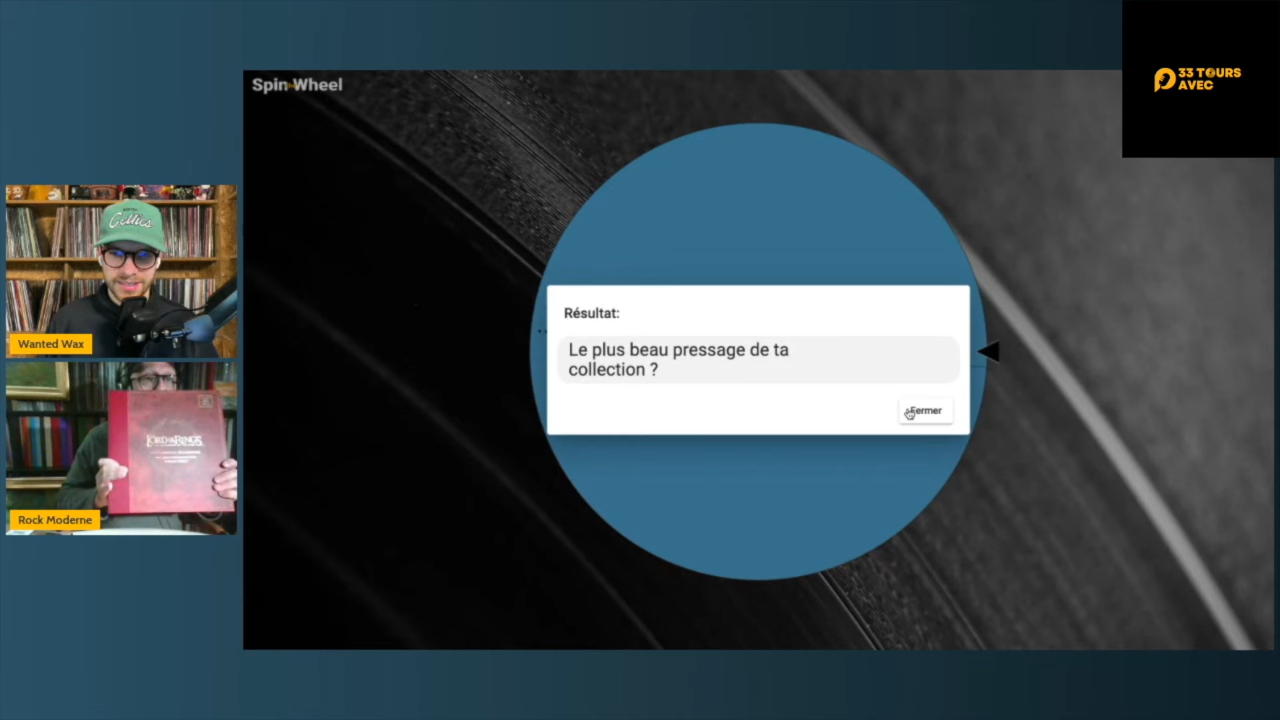 Spin the Wheel
33 TOURS
AVEC
Celtics
Wanted Wax
Résultat:
Le plus beau pressage de ta
collection ?
Fermer
LORD OF THE RINGS
Rock Moderne